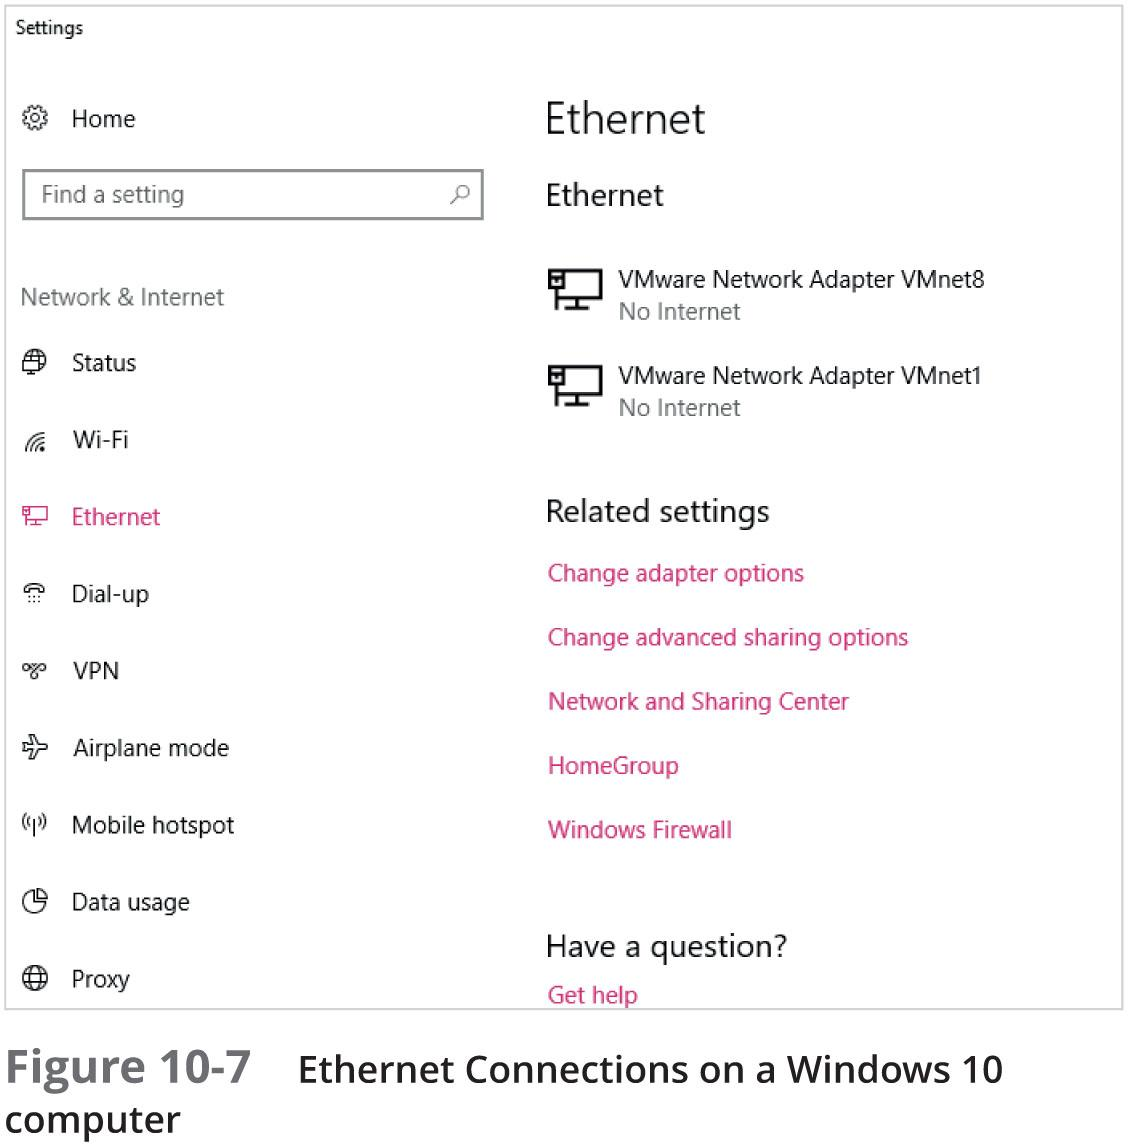 Settings
Home
Find a setting
Network & Internet
Status
Wi-Fi
Ethernet
Dial-up
VPN
Airplane mode
Mobile hotspot
Data usage
Proxy
Ethernet
Ethernet
VMware Network Adapter VMnet8
No Internet
VMware Network Adapter VMnet1
No Internet
Related settings
Change adapter options
Change advanced sharing options
Network and Sharing Center
HomeGroup
Windows Firewall
Have a question?
Get help
Figure 10-7 Ethernet Connections on a Windows 10
computer